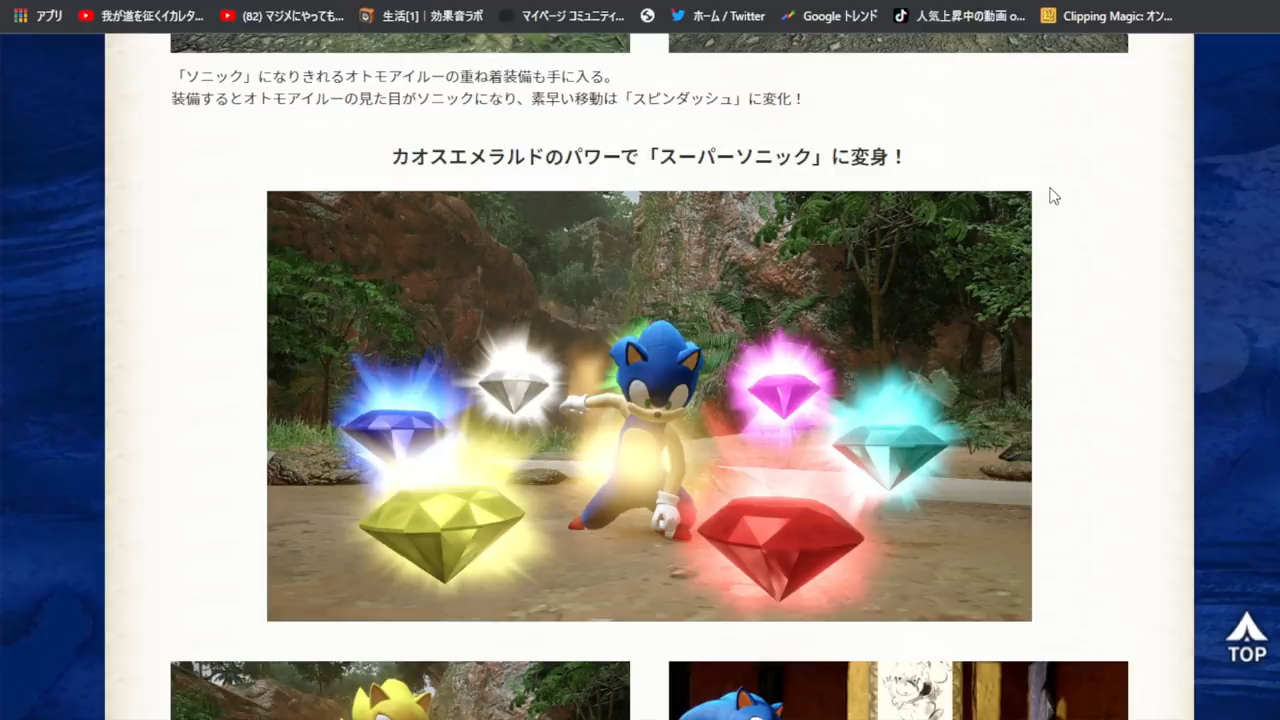 アプリ
我が道を征くイカルタ...
(82) マジメにやっても...
生活[1] | 効果音ラボ
マイページ コミュニティ...
ホーム / Twitter
Google トレンド
人気上昇中の動画 o...
Clipping Magic: オン...
「ソニック」になりきれるオトモアイルーの重ね着装備も手に入る。
装備するとオトモアイルーの見た目がソニックになり、素早い移動は「スピンダッシュ」に変化！
カオスエメラルドのパワーで「スーパーソニック」に変身！
TOP